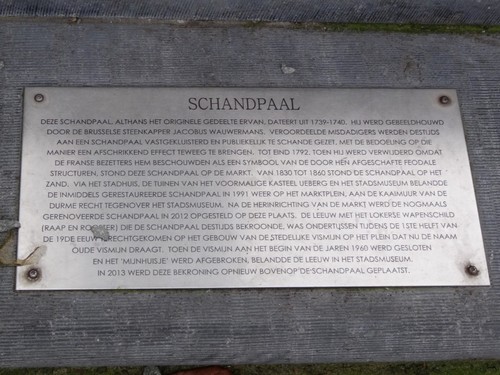 SCHANDPAAL
DEZE SCHANDPAAL, ALTHANS HET ORIGINELE GEDEELTE ERVAN, DATEERT UIT 1739-1740. HIJ WERD GEBEELDHOUWD
DOOR DE BRUSSELSE STEENKAPPER JACOBUS WAUWERMANS. VEROORDEELDE MISDADIGERS WERDEN DESTIJDS
AAN EEN SCHANDPAAL VASTGEKLUISTERD EN PUBLIEKELIJK TE SCHANDE GEZET, MET DE BEDOELING OP DIE
MANIER EEN AFSCHRIKKEND EFFECT TEWEEG TE BRENGEN. TOT EIND 1792, TOEN HIJ WERD VERWIJDERD OMDAT
DE FRANSE BEZETTERS HEM BESCHOUWDEN ALS EEN SYMBOOL VAN DE DOOR HEN AFGESCHAFTE FEODALE
STRUCTUREN, STOND DEZE SCHANDPAAL OP DE MARKT. VAN 1830 TOT 1860 STOND DE SCHANDPAAL OP HET
ZAND. VIA HET STADHUIS, DE TUINEN VAN HET VOORMALIGE KASTEEL UEBERG EN HET STADSMUSEUM BELANDDE
DE INMIDDELS GERESTAUREERDE SCHANDPAAL IN 1991 WEER OP HET MARKTPLEIN, AAN DE KAAIMUUR VAN DE
DURME RECHT TEGENOVER HET STADSMUSEUM. NA DE HERINRICHTING VAN DE MARKT WERD DE NOGMAALS
GERENOVEERDE SCHANDPAAL IN 2012 OPGESTELD OP DEZE PLAATS. DE LEEUW MET HET LOKERSE WAPENSCHILD
(RAAP EN ROOSTER) DIE DE SCHANDPAAL DESTIJDS BEKROONDE, WAS ONDERTUSSEN TIJDENS DE 1STE HELFT VAN
DE 19DE EEUW TERECHTGEKOMEN OP HET GEBOUW VAN DE STEDELIJKE VISMIJN OP HET PLEIN DAT NU DE NAAM
OUDE VISMIJN DRAAGT. TOEN DE VISMIJN AAN HET BEGIN VAN DE JAREN 1960 WERD GESLOTEN
EN HET 'MIJNHUISJE' WERD AFGEBROKEN, BELANDDE DE LEEUW IN HET STADSMUSEUM.
IN 2013 WERD DEZE BEKRONING OPNIEUW BOVENOP DE SCHANDPAAL GEPLAATST.